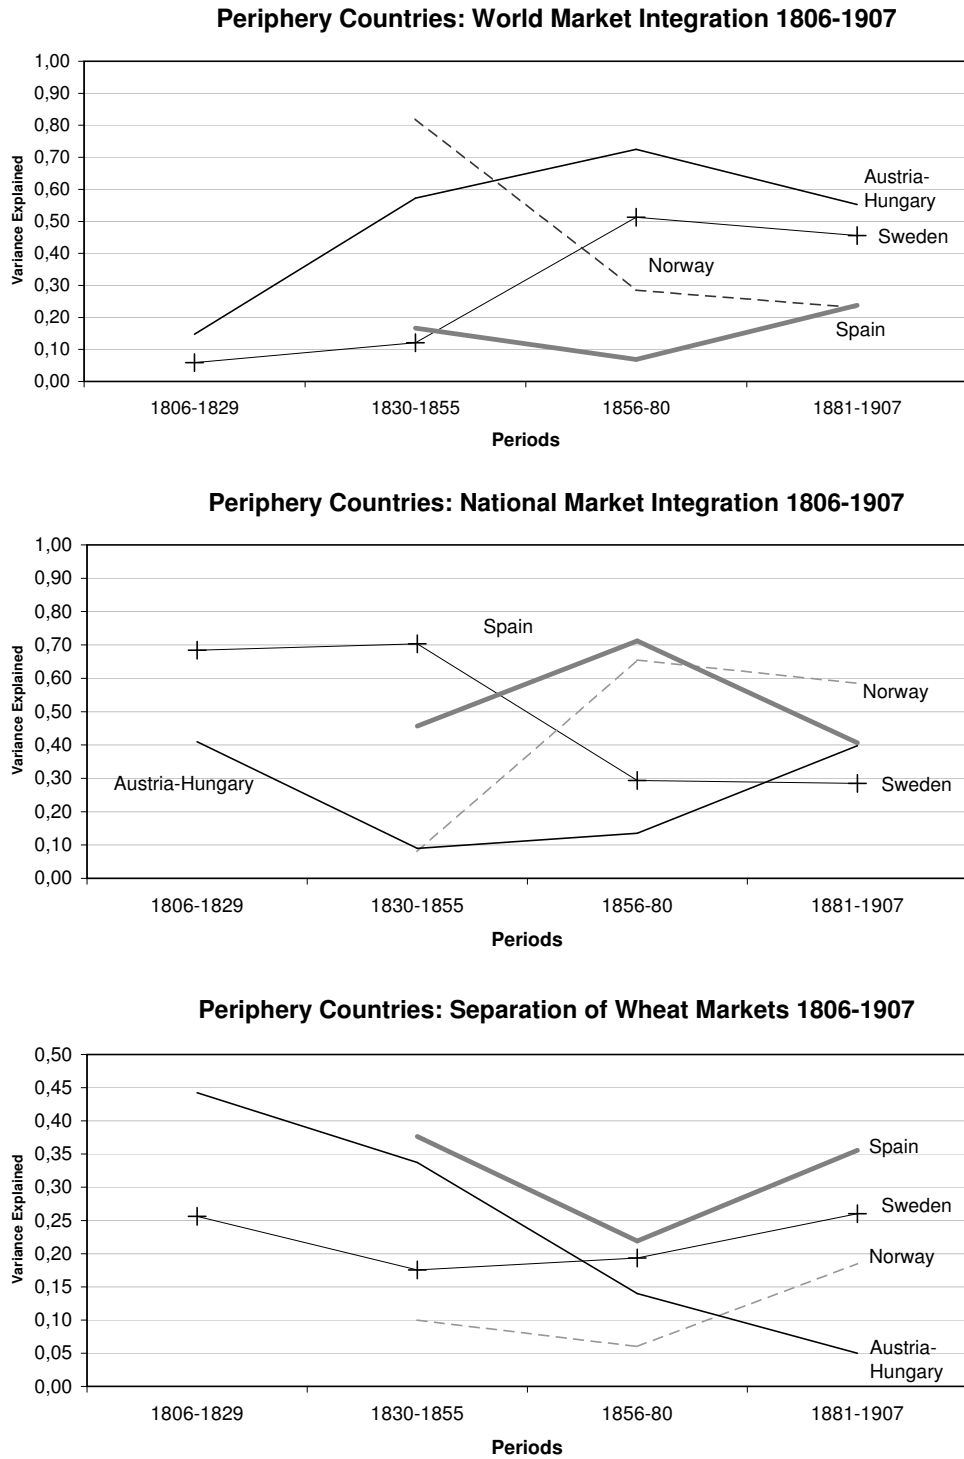 Periphery Countries: World Market Integration 1806-1907
1,00
0,90
0,80
0,70
0,60
0,50
0,40
0,30
0,20
0,10
0,00
Variance Explained
Austria-
Hungary
Sweden
Norway
Spain
1806-1829 1830-1855 1856-80 1881-1907
Periods
Periphery Countries: National Market Integration 1806-1907
1,00
0,90
0,80
0,70
0,60
0,50
0,40
0,30
0,20
0,10
0,00
Variance Explained
Spain
Norway
Austria-Hungary
Sweden
1806-1829 1830-1855 1856-80 1881-1907
Periods
Periphery Countries: Separation of Wheat Markets 1806-1907
0,50
0,45
0,40
0,35
0,30
0,25
0,20
0,15
0,10
0,05
0,00
Variance Explained
Spain
Sweden
Norway
Austria-
Hungary
1806-1829 1830-1855 1856-80 1881-1907
Periods